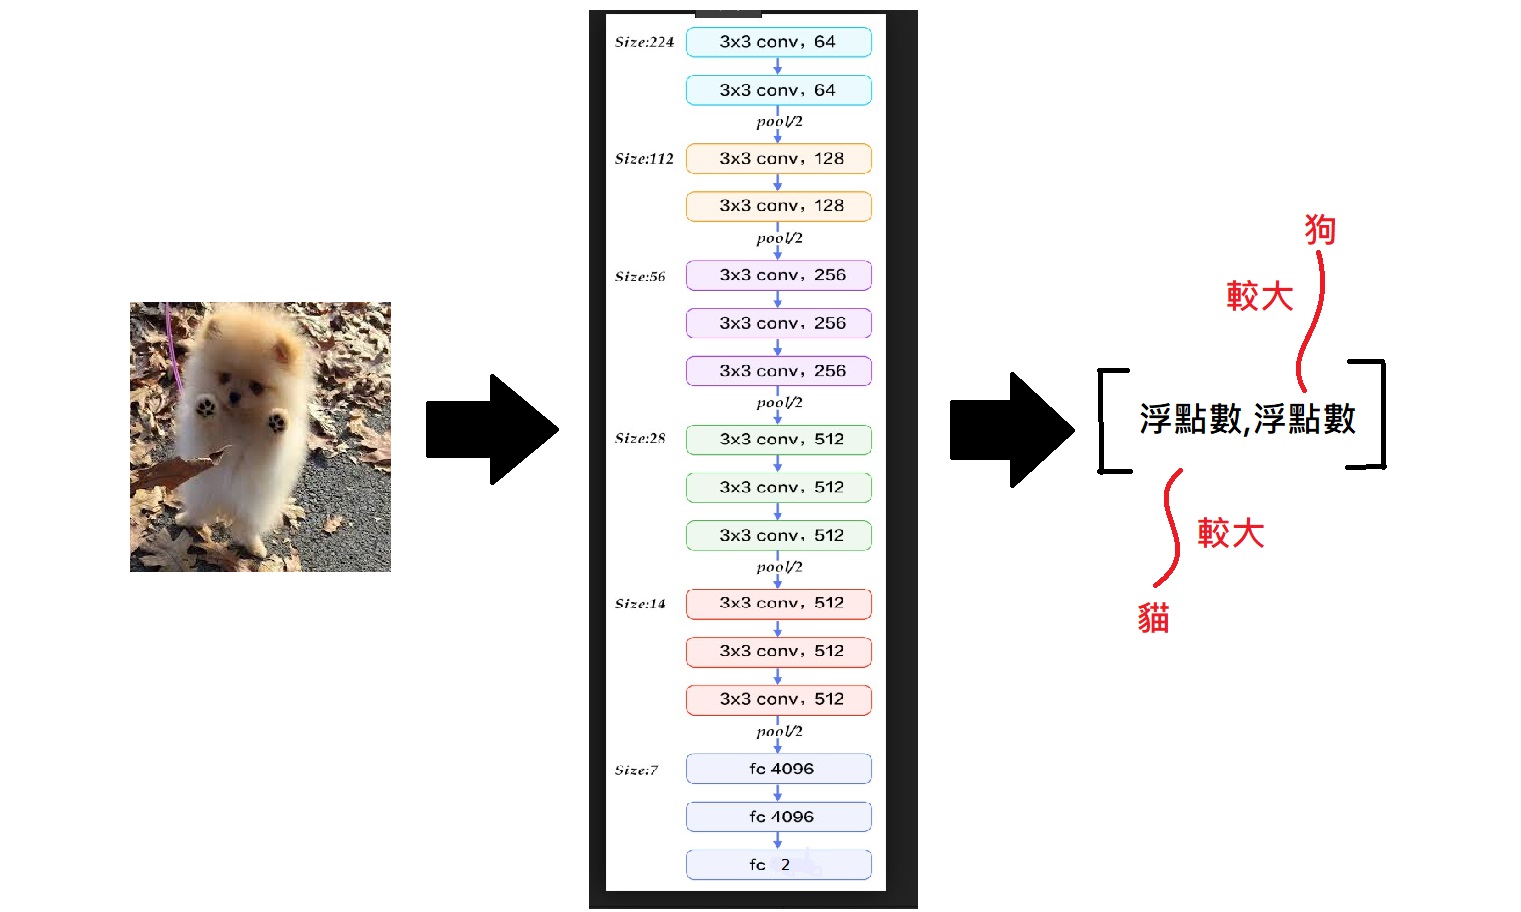 Size:224
3x3 conv, 64
3x3 conv, 64
pool/2
Size:112
3x3 conv, 128
3x3 conv, 128
pool/2
Size:56
3x3 conv, 256
3x3 conv, 256
3x3 conv, 256
pool/2
Size:28
3x3 conv, 512
3x3 conv, 512
3x3 conv, 512
pool/2
Size:14
3x3 conv, 512
3x3 conv, 512
3x3 conv, 512
pool/2
Size:7
fc 4096
fc 4096
fc 2
狗
較大
浮點數,浮點數
較大
貓